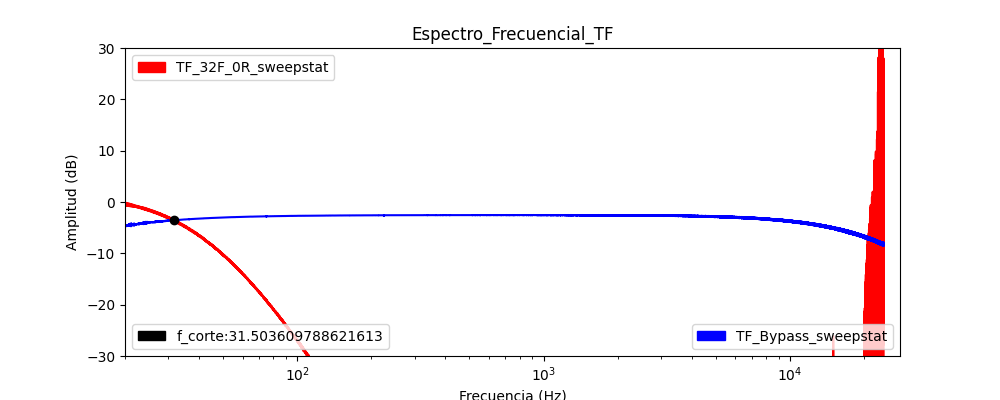 Espectro_Frecuencial_TF
TF_32F_0R_sweepstat
Amplitud (dB)
30
20
10
0
−10
−20
−30
f_corte:31.503609788621613
TF_Bypass_sweepstat
10²
10³
10⁴
Frecuencia (Hz)